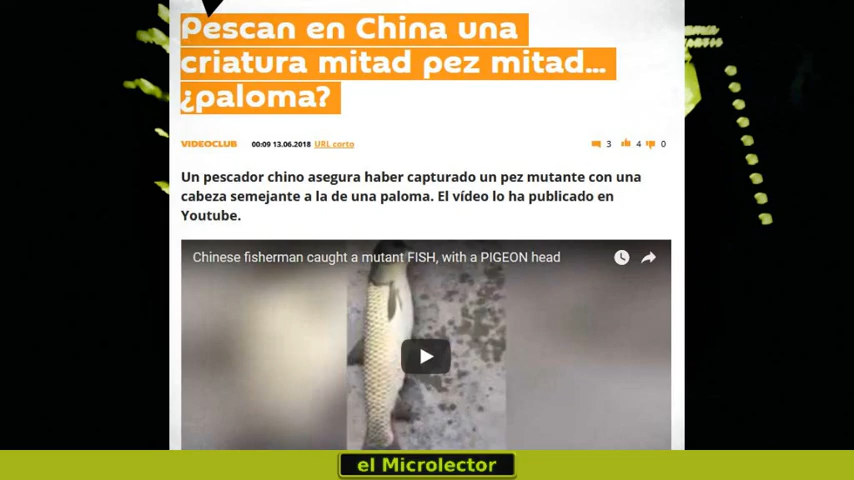 Pescan en China una
criatura mitad pez mitad...
¿paloma?
VIDEOCLUB 00:09 13.06.2018 URL corto 3 4 0
Un pescador chino asegura haber capturado un pez mutante con una
cabeza semejante a la de una paloma. El vídeo lo ha publicado en
Youtube.
Chinese fisherman caught a mutant FISH, with a PIGEON head
el Microlector